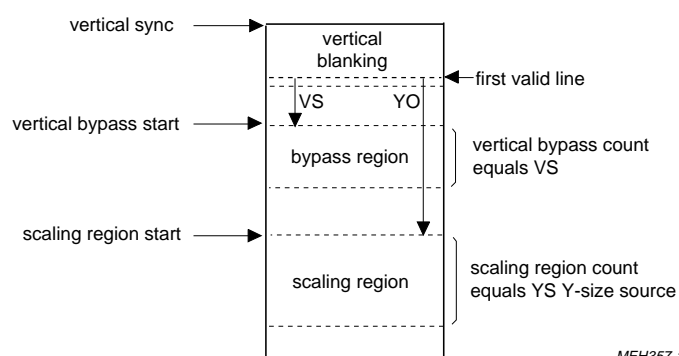 vertical sync
vertical
blanking
first valid line
VS
YO
vertical bypass start
bypass region
vertical bypass count
equals VS
scaling region start
scaling region
scaling region count
equals YS Y-size source